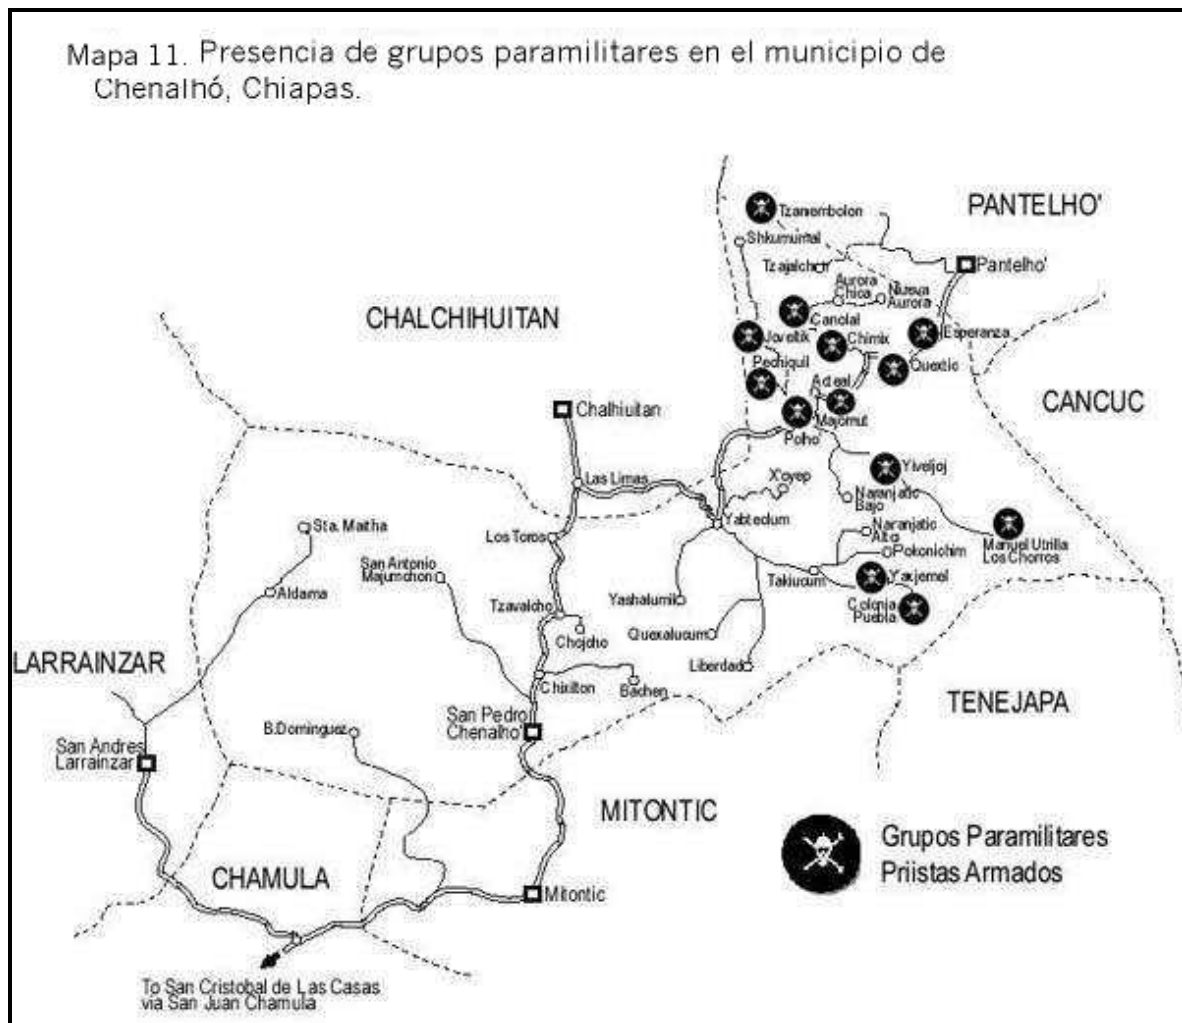 Mapa 11. Presencia de grupos paramilitares en el municipio de
Chenalhó, Chiapas.
Tzanembolon
PANTELHO'
Shkumumal
Tzajalchen
Pantelho'
Aurora
Chica
Nueva
Aurora
CHALCHIHUITAN
Canolal
Esperanza
Joveltik
Chimix
Pechiquil
Quextic
Acteal
CANCUC
Chalhiuitan
Majomut
Polho'
Yiveljoj
Las Limas
X'oyep
Naranjatic
Bajo
Sta. Martha
Yabteclum
Naranjatic
Alto
Los Toros
Pokonichim
Manuel Utrilla
Los Chorros
San Antonio
Majumchon
Takiucum
Yaxjemel
Aldama
Tzavalcho
Yashalumil
Colonia
Puebla
Chojcho
Quexalucum
LARRAINZAR
Liberdad
Chixilton
Bachen
TENEJAPA
San Pedro
Chenalho'
B.Dominguez
San Andres
Larrainzar
MITONTIC
Grupos Paramilitares
Priistas Armados
CHAMULA
Mitontic
To San Cristobal de Las Casas
via San Juan Chamula